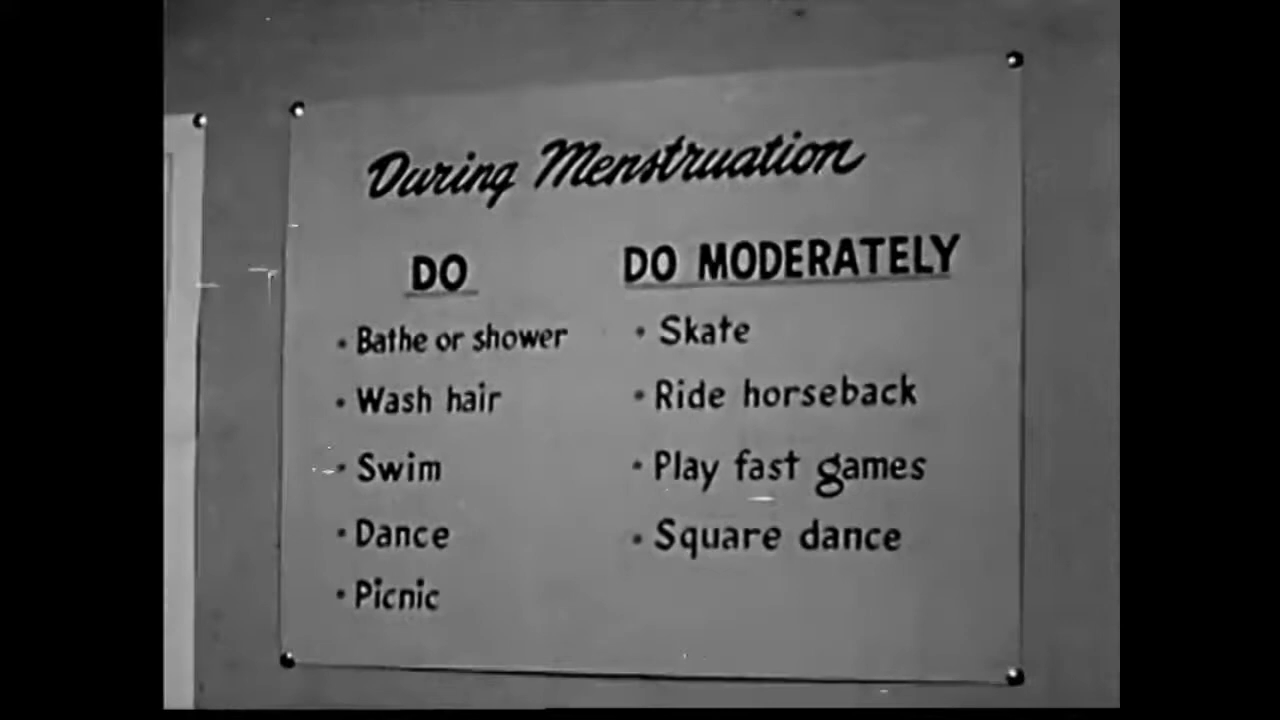 During Menstruation
DO
• Bathe or shower
• Wash hair
• Swim
• Dance
• Picnic
DO MODERATELY
• Skate
• Ride horseback
• Play fast games
• Square dance